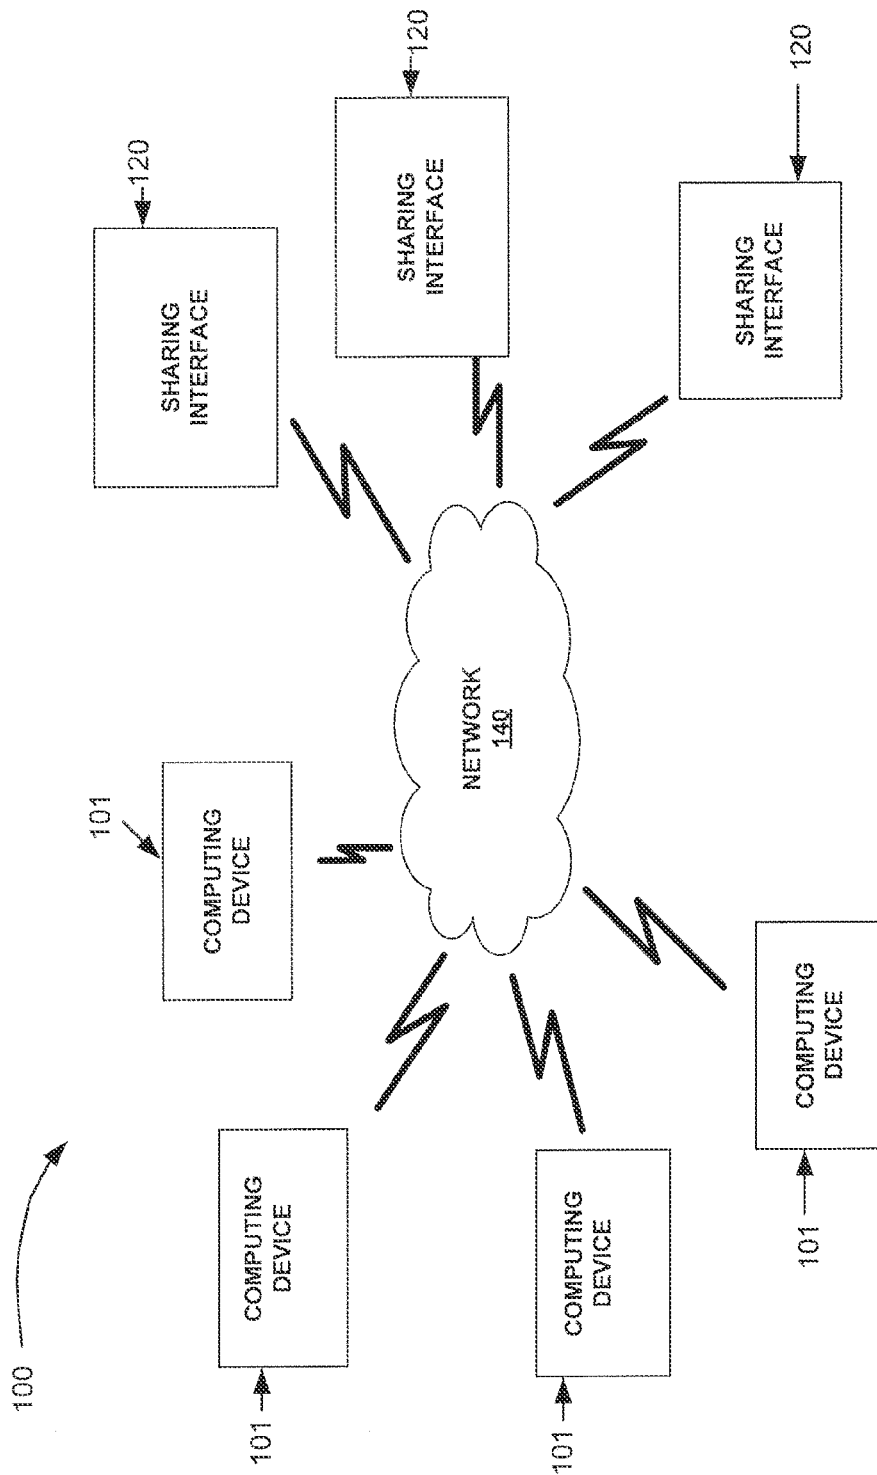 100
101
120
SHARING
INTERFACE
COMPUTING
DEVICE
101
COMPUTING
DEVICE
120
SHARING
INTERFACE
NETWORK
140
101
COMPUTING
DEVICE
SHARING
INTERFACE
120
101
COMPUTING
DEVICE